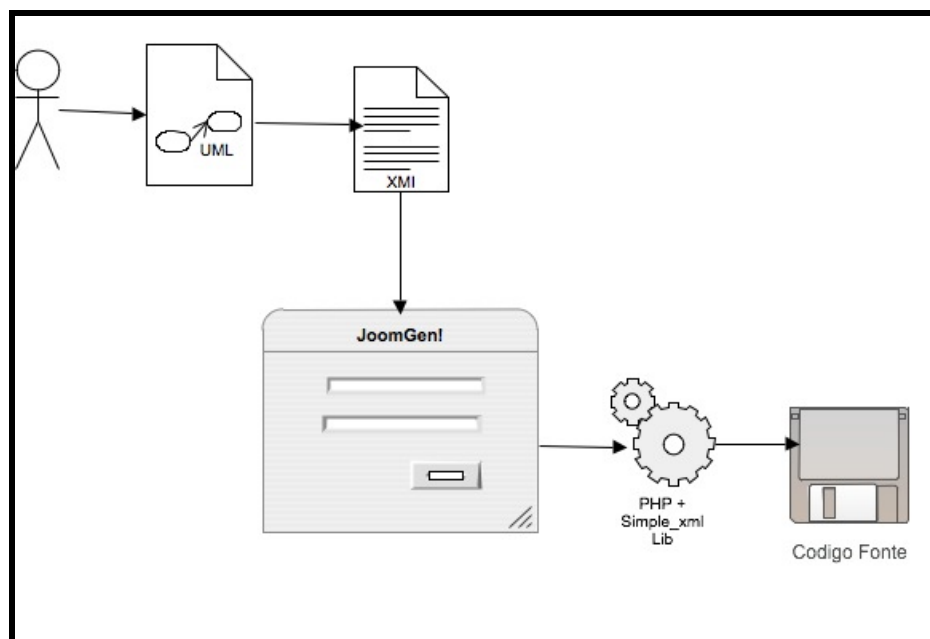 UML
XMI
JoomGen!
PHP +
Simple_xml
Lib
Codigo Fonte